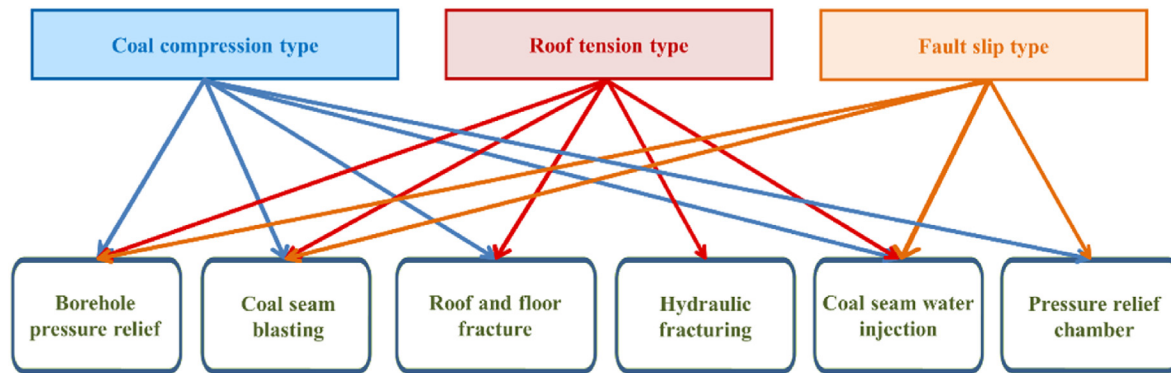 Coal compression type
Roof tension type
Fault slip type
Borehole
pressure relief
Coal seam
blasting
Roof and floor
fracture
Hydraulic
fracturing
Coal seam water
injection
Pressure relief
chamber